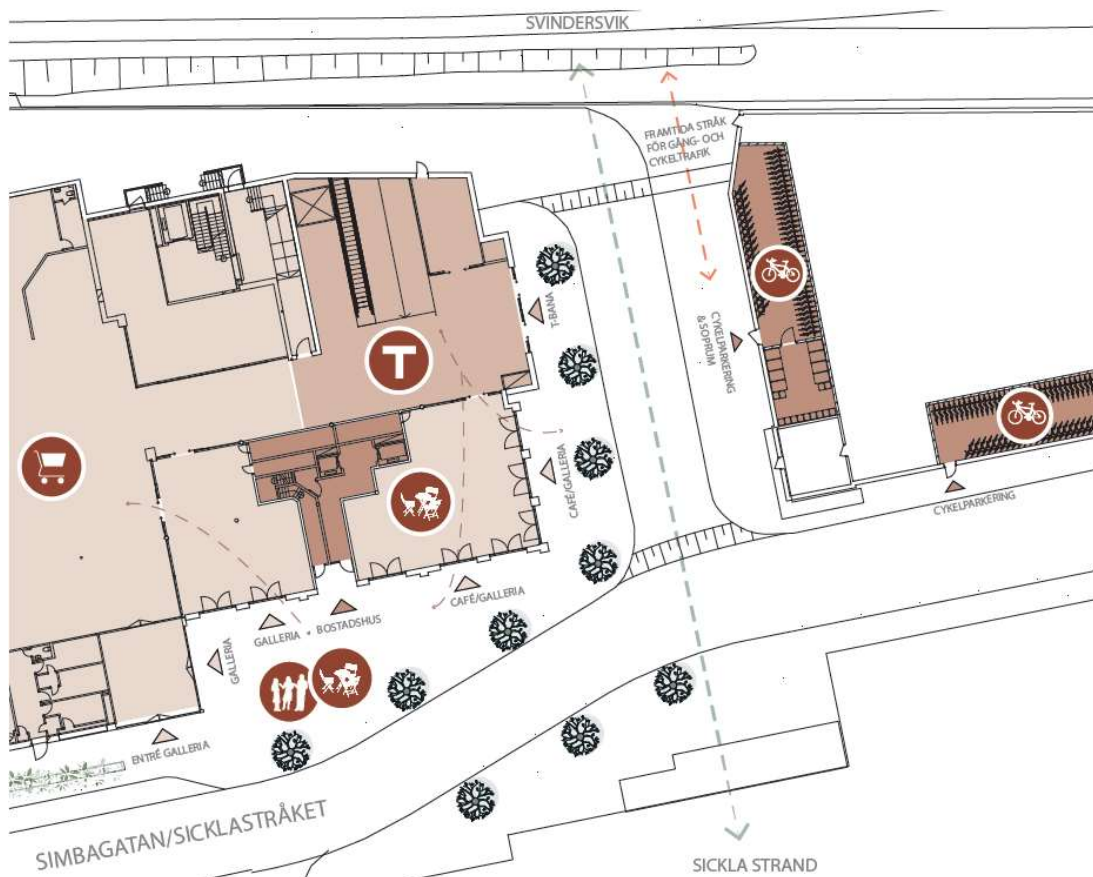 SVINDERSVIK
FRAMTIDA STRÅK
FÖR GÅNG- OCH
CYKELTRAFIK
T-BANA
CYKELPARKERING
& SOPRUM
T
CAFÉ/GALLERIA
CYKELPARKERING
CAFÉ/GALLERIA
BOSTADSHUS
GALLERIA
GALLERIA
ENTRÉ GALLERIA
SIMBAGATAN/SICKLASTRÅKET
SICKLA STRAND